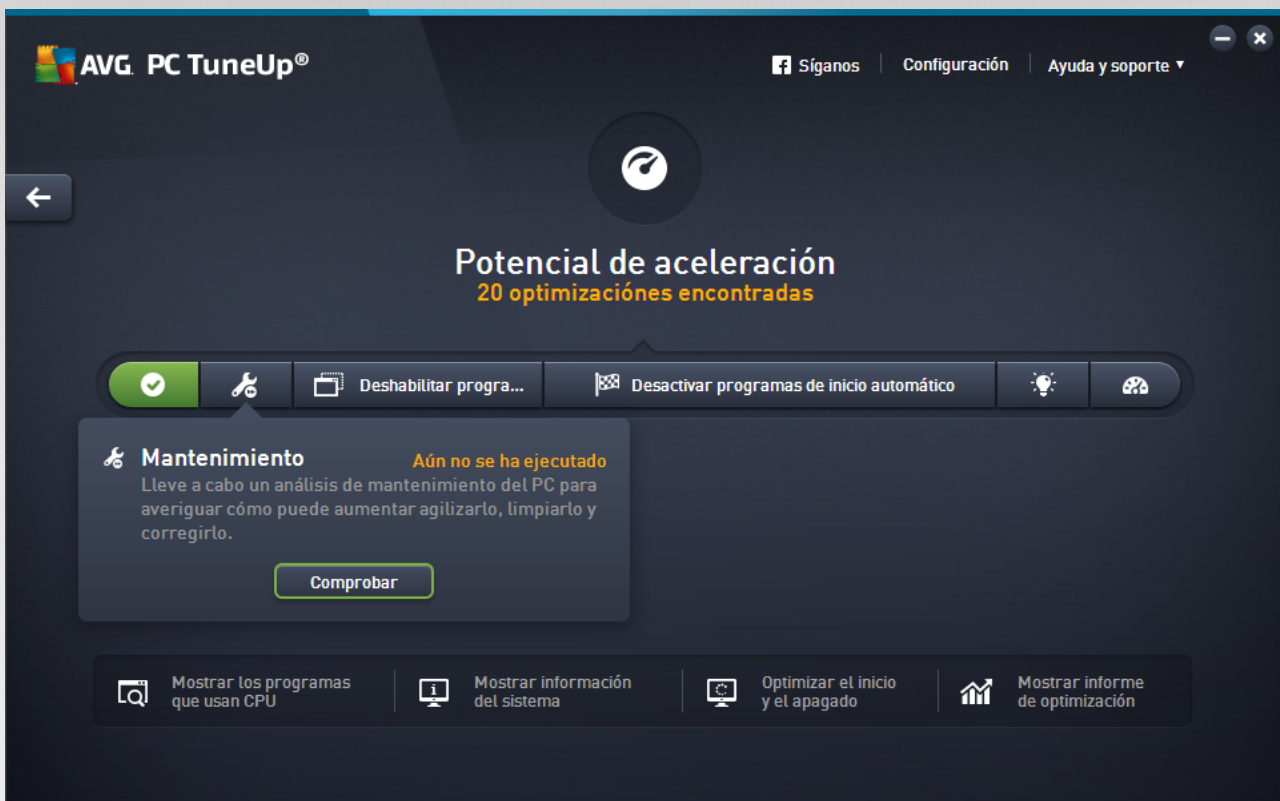 AVG PC TuneUp®
Síganos
Configuración
Ayuda y soporte
Potencial de aceleración
20 optimizaciónes encontradas
Deshabilitar progra...
Desactivar programas de inicio automático
Mantenimiento
Aún no se ha ejecutado
Lleve a cabo un análisis de mantenimiento del PC para
averiguar cómo puede aumentar agilizarlo, limpiarlo y
corregirlo.
Comprobar
Mostrar los programas
que usan CPU
Mostrar información
del sistema
Optimizar el inicio
y el apagado
Mostrar informe
de optimización